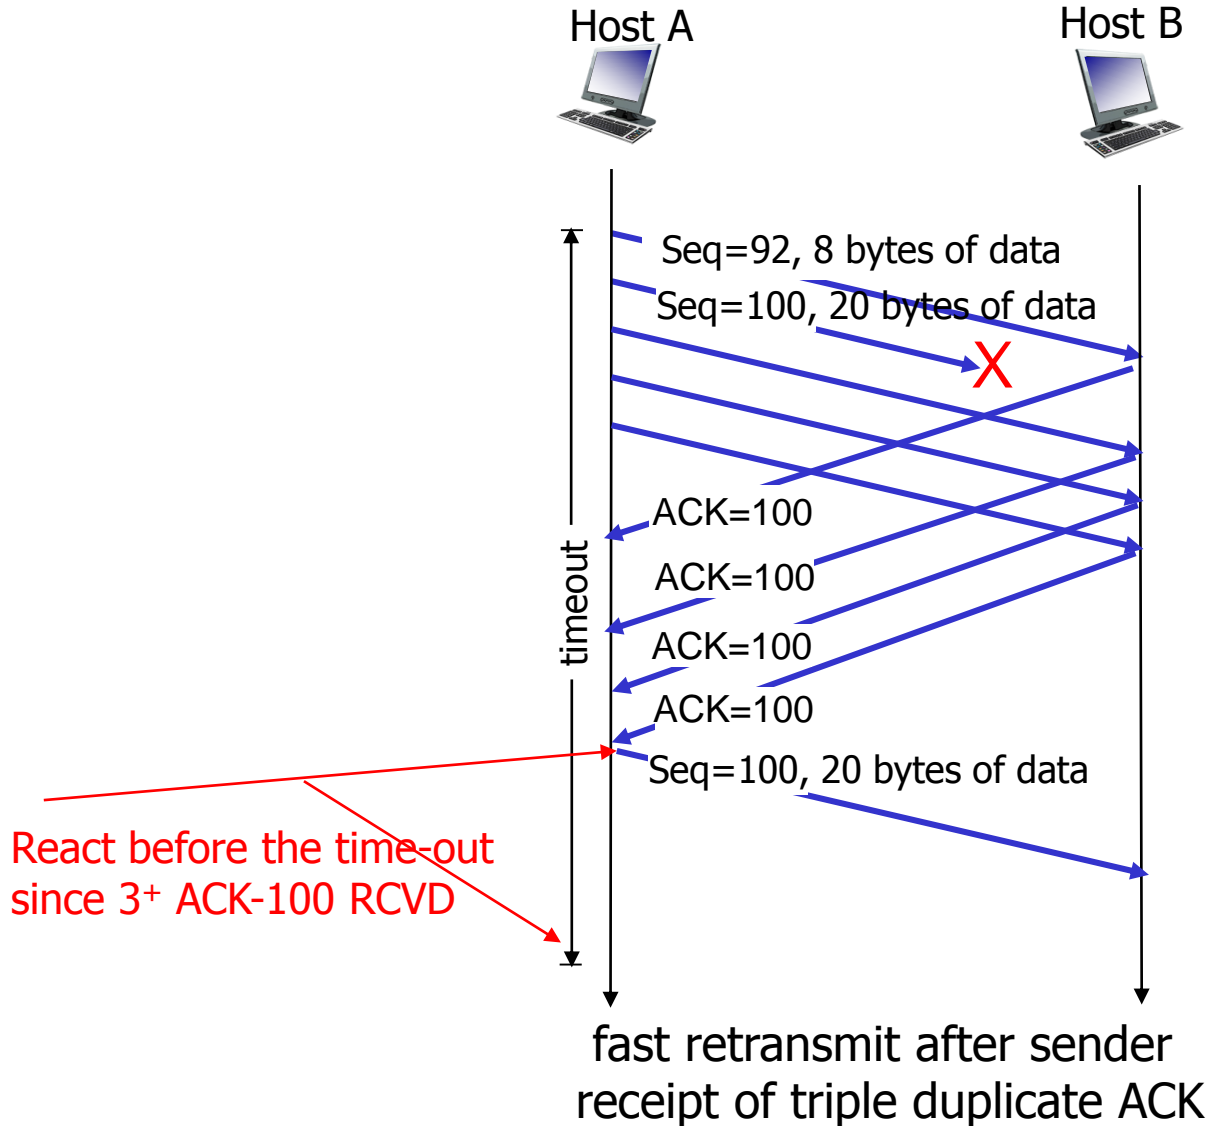 Host A
Host B
Seq=92, 8 bytes of data
Seq=100, 20 bytes of data
X
ACK=100
timeout
ACK=100
ACK=100
ACK=100
Seq=100, 20 bytes of data
React before the time-out
since 3⁺ ACK-100 RCVD
fast retransmit after sender
receipt of triple duplicate ACK